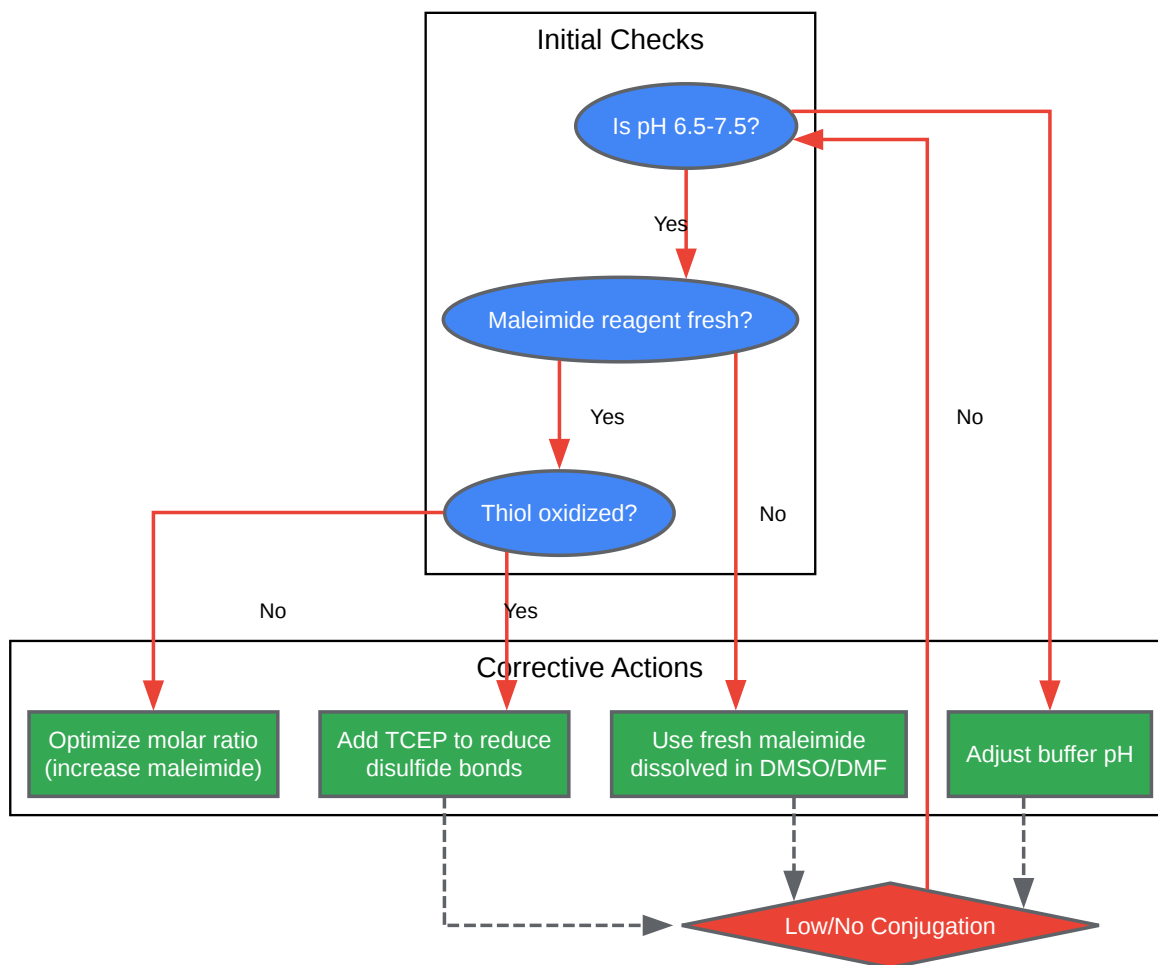 Initial Checks
Is pH 6.5-7.5?
Yes
Maleimide reagent fresh?
Yes
No
Thiol oxidized?
No
No
Yes
Corrective Actions
Optimize molar ratio
(increase maleimide)
Add TCEP to reduce
disulfide bonds
Use fresh maleimide
dissolved in DMSO/DMF
Adjust buffer pH
Low/No Conjugation